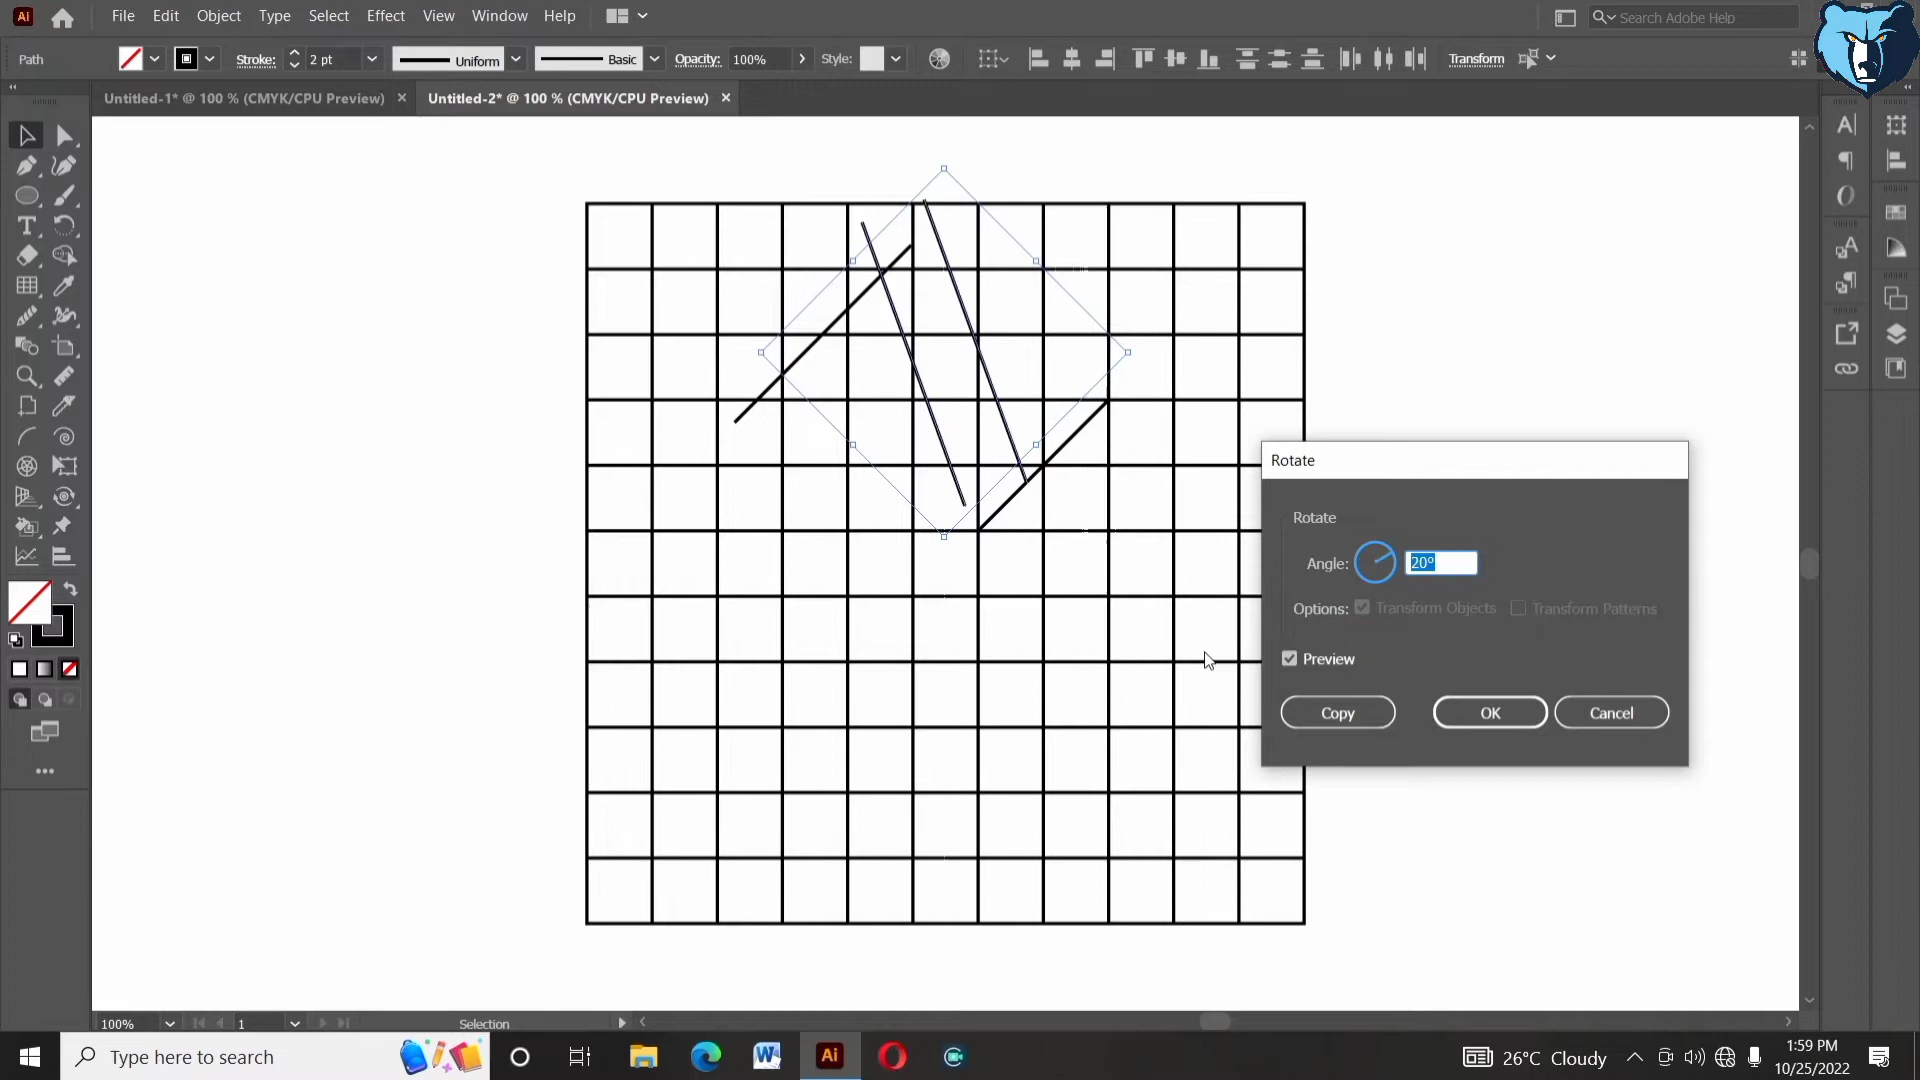 Ai File Edit Object Type Select Effect View Window Help Search Adobe Help
Path Stroke: 2 pt Uniform Basic Opacity: 100% Style: Transform
Untitled-1* @ 100 % (CMYK/CPU Preview) × Untitled-2* @ 100 % (CMYK/CPU Preview) ×
Rotate
Rotate
Angle: 20°
Options: Transform Objects Transform Patterns
Preview
Copy OK Cancel
100% 1 Selection
Type here to search Ai 26°C Cloudy 1:59 PM
10/25/2022